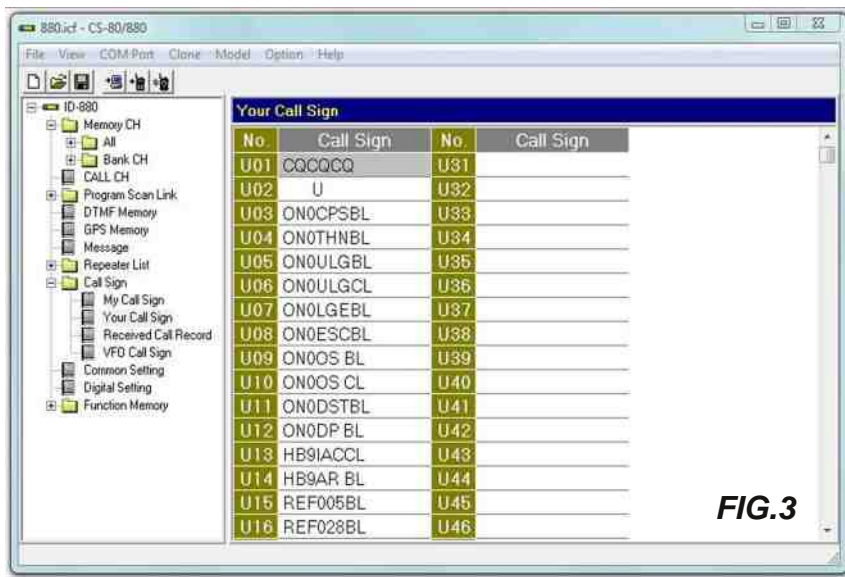 880.icf - CS-80/880
File View COM Port Clone Model Option Help
ID-880
Memory CH
All
Bank CH
CALL CH
Program Scan Link
DTMF Memory
GPS Memory
Message
Repeater List
Call Sign
My Call Sign
Your Call Sign
Received Call Record
VFO Call Sign
Common Setting
Digital Setting
Function Memory
Your Call Sign
No. Call Sign No. Call Sign
U01 CQCQCQ U31
U02 U U32
U03 ON0CPSBL U33
U04 ON0THNBL U34
U05 ON0ULGBL U35
U06 ON0ULGCL U36
U07 ON0LGEBL U37
U08 ON0ESCBL U38
U09 ON0OS BL U39
U10 ON0OS CL U40
U11 ON0DSTBL U41
U12 ON0DP BL U42
U13 HB9IACCL U43
U14 HB9AR BL U44
U15 REF005BL U45
U16 REF028BL U46
FIG.3